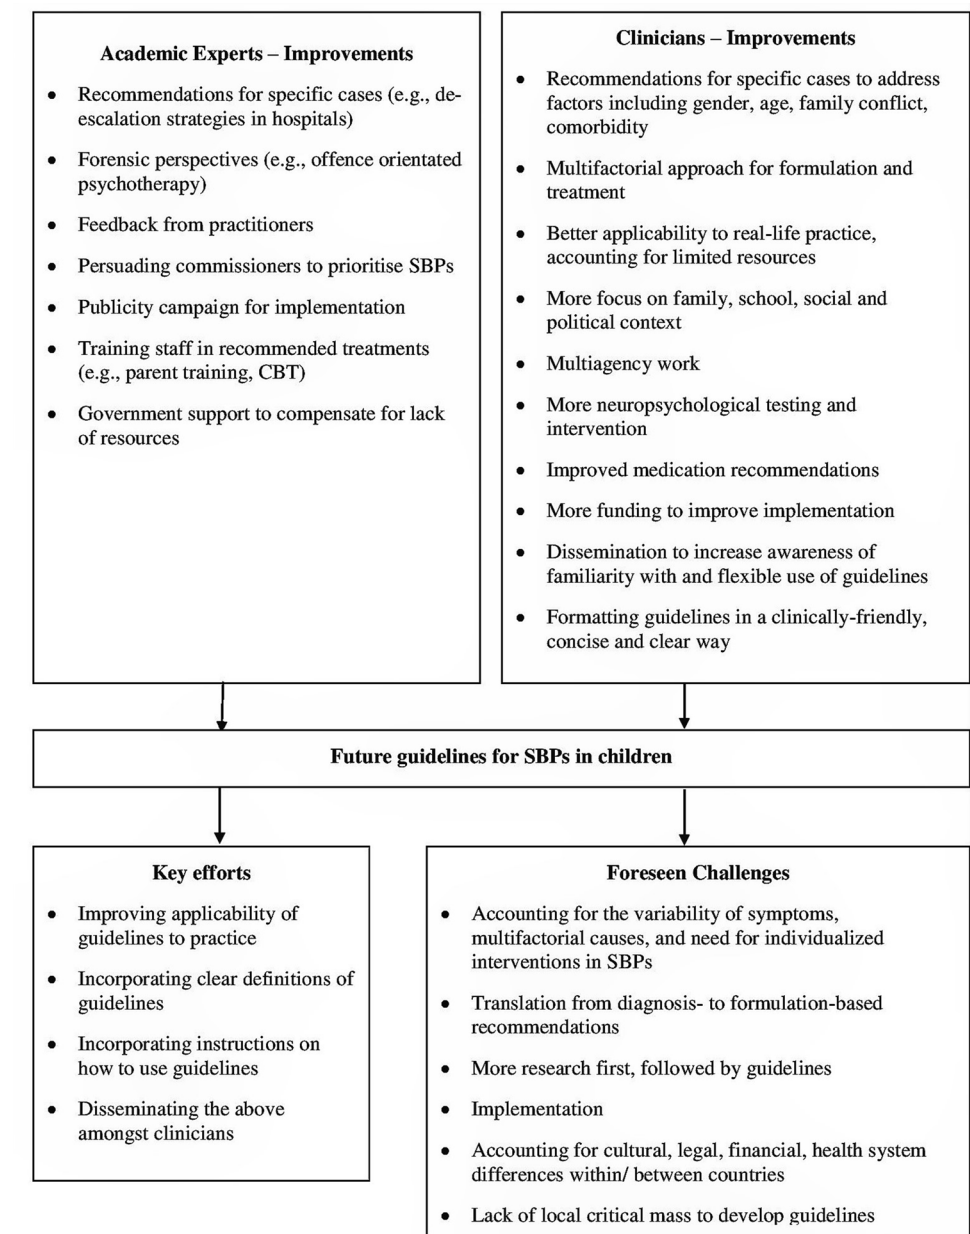 Academic Experts – Improvements
• Recommendations for specific cases (e.g., de-
escalation strategies in hospitals)
• Forensic perspectives (e.g., offence orientated
psychotherapy)
• Feedback from practitioners
• Persuading commissioners to prioritise SBPs
• Publicity campaign for implementation
• Training staff in recommended treatments
(e.g., parent training, CBT)
• Government support to compensate for lack
of resources
Clinicians – Improvements
• Recommendations for specific cases to address
factors including gender, age, family conflict,
comorbidity
• Multifactorial approach for formulation and
treatment
• Better applicability to real-life practice,
accounting for limited resources
• More focus on family, school, social and
political context
• Multiagency work
• More neuropsychological testing and
intervention
• Improved medication recommendations
• More funding to improve implementation
• Dissemination to increase awareness of
familiarity with and flexible use of guidelines
• Formatting guidelines in a clinically-friendly,
concise and clear way
Future guidelines for SBPs in children
Key efforts
• Improving applicability of
guidelines to practice
• Incorporating clear definitions of
guidelines
• Incorporating instructions on
how to use guidelines
• Disseminating the above
amongst clinicians
Foreseen Challenges
• Accounting for the variability of symptoms,
multifactorial causes, and need for individualized
interventions in SBPs
• Translation from diagnosis- to formulation-based
recommendations
• More research first, followed by guidelines
• Implementation
• Accounting for cultural, legal, financial, health system
differences within/ between countries
• Lack of local critical mass to develop guidelines